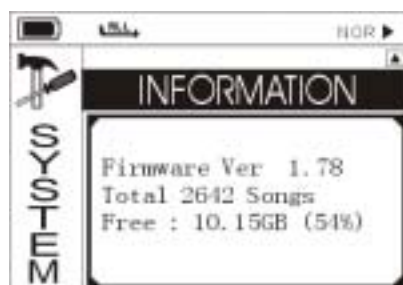 NOR
INFORMATION
SYSTEM
Firmware Ver 1.78
Total 2642 Songs
Free : 10.15GB (54%)